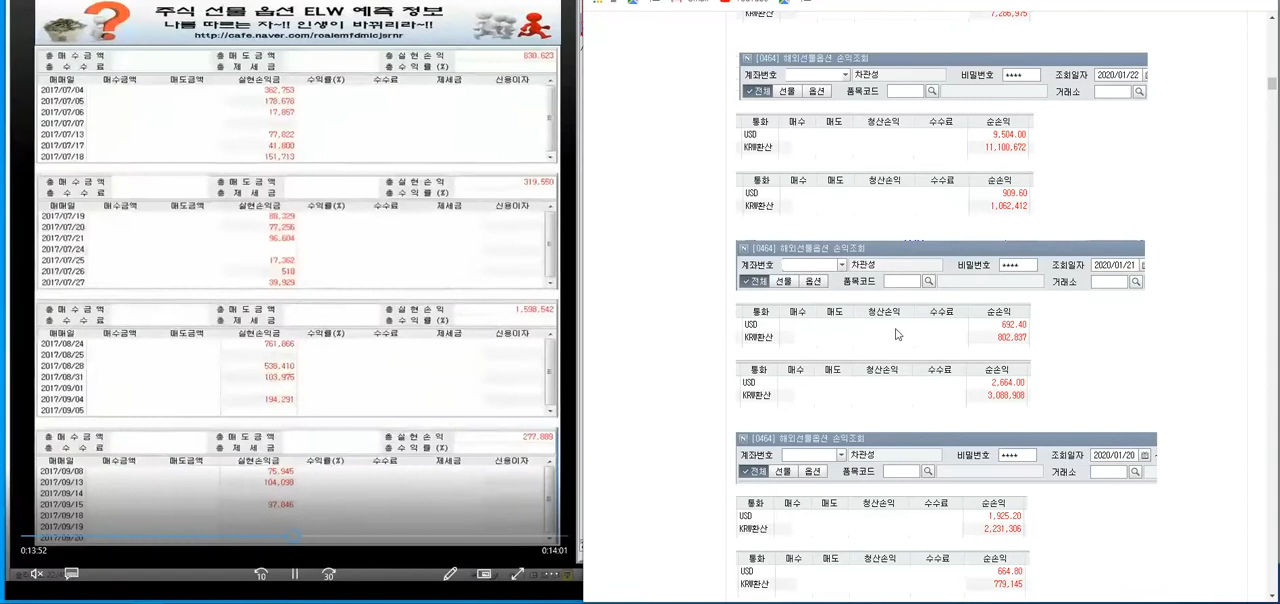 주식 선물 옵션 ELW 예측 정보
나를 따르는 자~!! 인생이 바뀌리라~!!
http://cafe.naver.com/roalemfdmicjsrnr
총 매 수 금 액 총 매 도 금 액 총 실 현 손 익 630,623
총 수 수 료 총 제 세 금 총 수 익 률 (%)
매매일 매수금액 매도금액 실현손익금 수익률(%) 수수료 제세금 신용이자
2017/07/04 362,753
2017/07/05 178,678
2017/07/06 17,857
2017/07/07
2017/07/13 77,822
2017/07/17 41,800
2017/07/18 151,713
총 매 수 금 액 총 매 도 금 액 총 실 현 손 익 319,550
총 수 수 료 총 제 세 금 총 수 익 률 (%)
매매일 매수금액 매도금액 실현손익금 수익률(%) 수수료 제세금 신용이자
2017/07/19 88,329
2017/07/20 77,256
2017/07/21 96,604
2017/07/24
2017/07/25 17,362
2017/07/26 518
2017/07/27 39,929
총 매 수 금 액 총 매 도 금 액 총 실 현 손 익 1,598,542
총 수 수 료 총 제 세 금 총 수 익 률 (%)
매매일 매수금액 매도금액 실현손익금 수익률(%) 수수료 제세금 신용이자
2017/08/24 761,866
2017/08/25
2017/08/28 538,410
2017/08/31 103,975
2017/09/01
2017/09/04 194,291
2017/09/05
총 매 수 금 액 총 매 도 금 액 총 실 현 손 익 277,889
총 수 수 료 총 제 세 금 총 수 익 률 (%)
매매일 매수금액 매도금액 실현손익금 수익률(%) 수수료 제세금 신용이자
2017/09/08 75,945
2017/09/13 104,098
2017/09/14
2017/09/15 97,846
2017/09/18
2017/09/19
2017/09/20
0:13:52 0:14:01
10 30
KRW환산 7,286,975
[0464] 해외선물옵션 손익조회
계좌번호 차관성 비밀번호 **** 조회일자 2020/01/22
전체 선물 옵션 품목코드 거래소
통화 매수 매도 청산손익 수수료 순손익
USD 9,504.00
KRW환산 11,100,672
통화 매수 매도 청산손익 수수료 순손익
USD 909.60
KRW환산 1,062,412
[0464] 해외선물옵션 손익조회
계좌번호 차관성 비밀번호 **** 조회일자 2020/01/21
전체 선물 옵션 품목코드 거래소
통화 매수 매도 청산손익 수수료 순손익
USD 692.40
KRW환산 802,837
통화 매수 매도 청산손익 수수료 순손익
USD 2,664.00
KRW환산 3,088,908
[0464] 해외선물옵션 손익조회
계좌번호 차관성 비밀번호 **** 조회일자 2020/01/20
전체 선물 옵션 품목코드 거래소
통화 매수 매도 청산손익 수수료 순손익
USD 1,925.20
KRW환산 2,231,306
통화 매수 매도 청산손익 수수료 순손익
USD 664.80
KRW환산 779,145